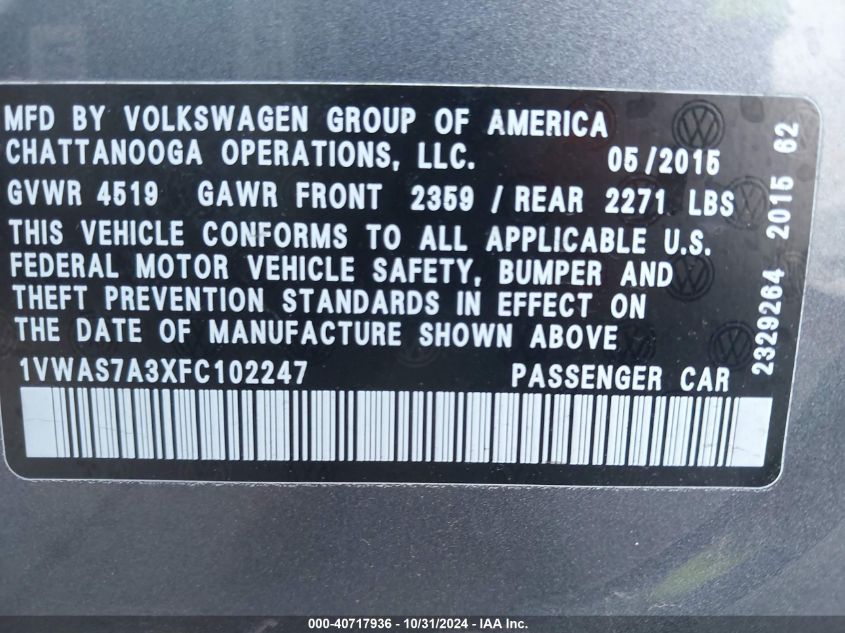 MFD BY VOLKSWAGEN GROUP OF AMERICA
CHATTANOOGA OPERATIONS, LLC. 05/2015
GVWR 4519 GAWR FRONT 2359 / REAR 2271 LBS
THIS VEHICLE CONFORMS TO ALL APPLICABLE U.S.
FEDERAL MOTOR VEHICLE SAFETY, BUMPER AND
THEFT PREVENTION STANDARDS IN EFFECT ON
THE DATE OF MANUFACTURE SHOWN ABOVE
1VWAS7A3XFC102247 PASSENGER CAR
2329264 2015 62
000-40717936 - 10/31/2024 - IAA Inc.